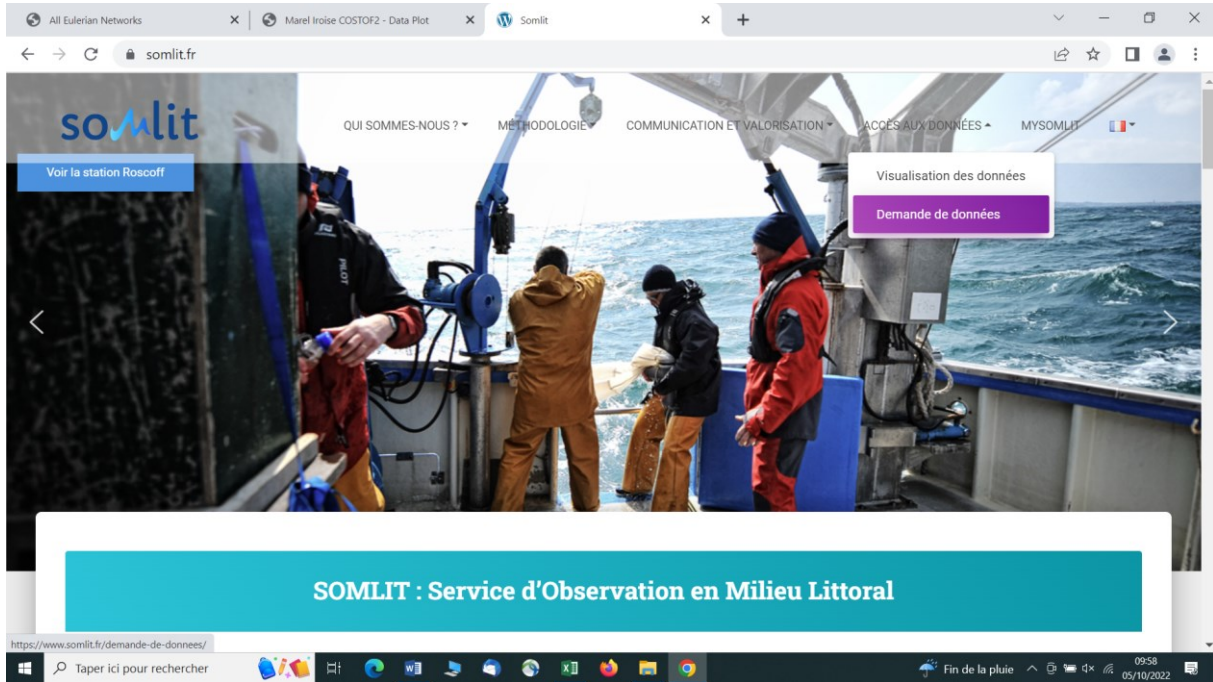 All Eulerian Networks
Marel Iroise COSTOF2 - Data Plot
Somlit
somlit.fr
somlit
QUI SOMMES-NOUS ?
MÉTHODOLOGIE
COMMUNICATION ET VALORISATION
ACCÈS AUX DONNÉES
MYSOMLIT
Voir la station Roscoff
Visualisation des données
Demande de données
PILOT
SOMLIT : Service d'Observation en Milieu Littoral
https://www.somlit.fr/demande-de-donnees/
Taper ici pour rechercher
Fin de la pluie
09:58
05/10/2022